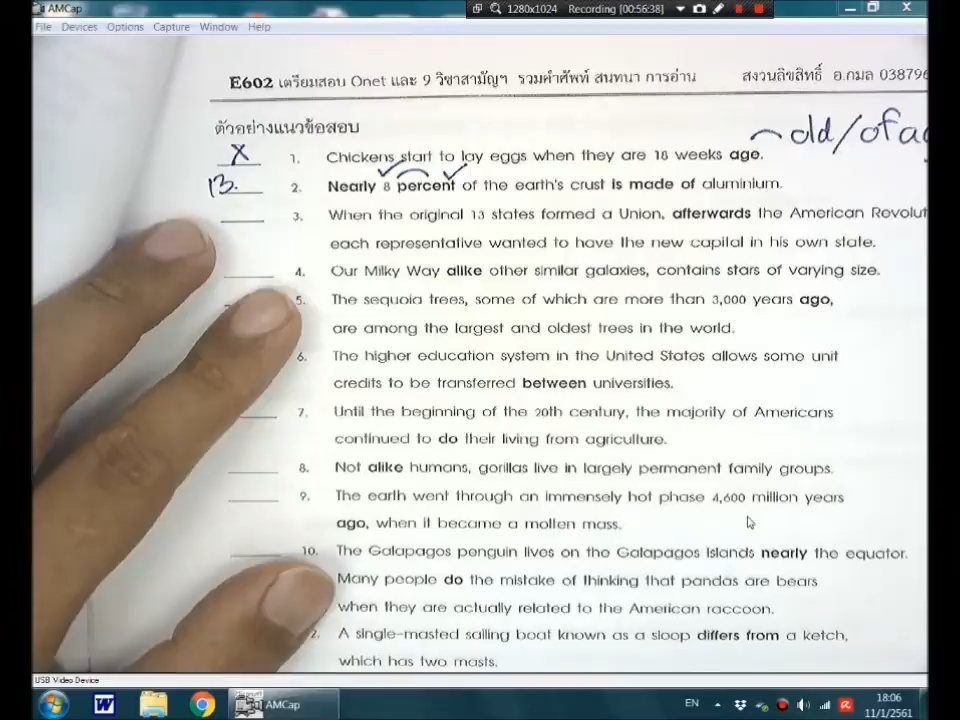 AMCap
1280x1024 Recording [00:56:38]
File Devices Options Capture Window Help
E602 เตรียมสอบ Onet และ 9 วิชาสามัญฯ รวมคำศัพท์ สนทนา การอ่าน สงวนลิขสิทธิ์ อ.กมล 038796
ตัวอย่างแนวข้อสอบ
old/of
X 1. Chickens start to lay eggs when they are 18 weeks age.
13. 2. Nearly 8 percent of the earth's crust is made of aluminium.
3. When the original 13 states formed a Union, afterwards the American Revolut
each representative wanted to have the new capital in his own state.
4. Our Milky Way alike other similar galaxies, contains stars of varying size.
5. The sequoia trees, some of which are more than 3,000 years ago,
are among the largest and oldest trees in the world.
6. The higher education system in the United States allows some unit
credits to be transferred between universities.
7. Until the beginning of the 20th century, the majority of Americans
continued to do their living from agriculture.
8. Not alike humans, gorillas live in largely permanent family groups.
9. The earth went through an immensely hot phase 4,600 million years
ago, when it became a molten mass.
10. The Galapagos penguin lives on the Galapagos Islands nearly the equator.
Many people do the mistake of thinking that pandas are bears
when they are actually related to the American raccoon.
2. A single-masted sailing boat known as a sloop differs from a ketch,
which has two masts.
USB Video Device
AMCap
EN
18:06
11/1/2561